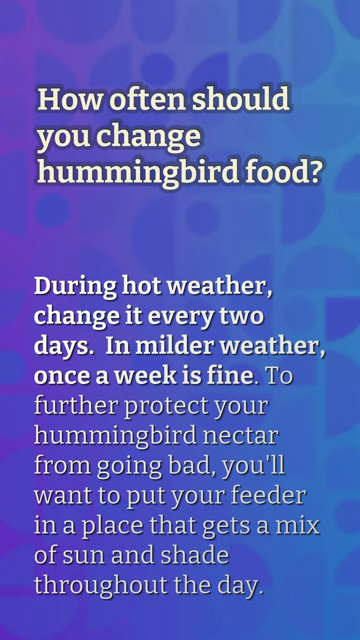 How often should
you change
hummingbird food?
During hot weather,
change it every two
days.  In milder weather,
once a week is fine. To
further protect your
hummingbird nectar
from going bad, you'll
want to put your feeder
in a place that gets a mix
of sun and shade
throughout the day.